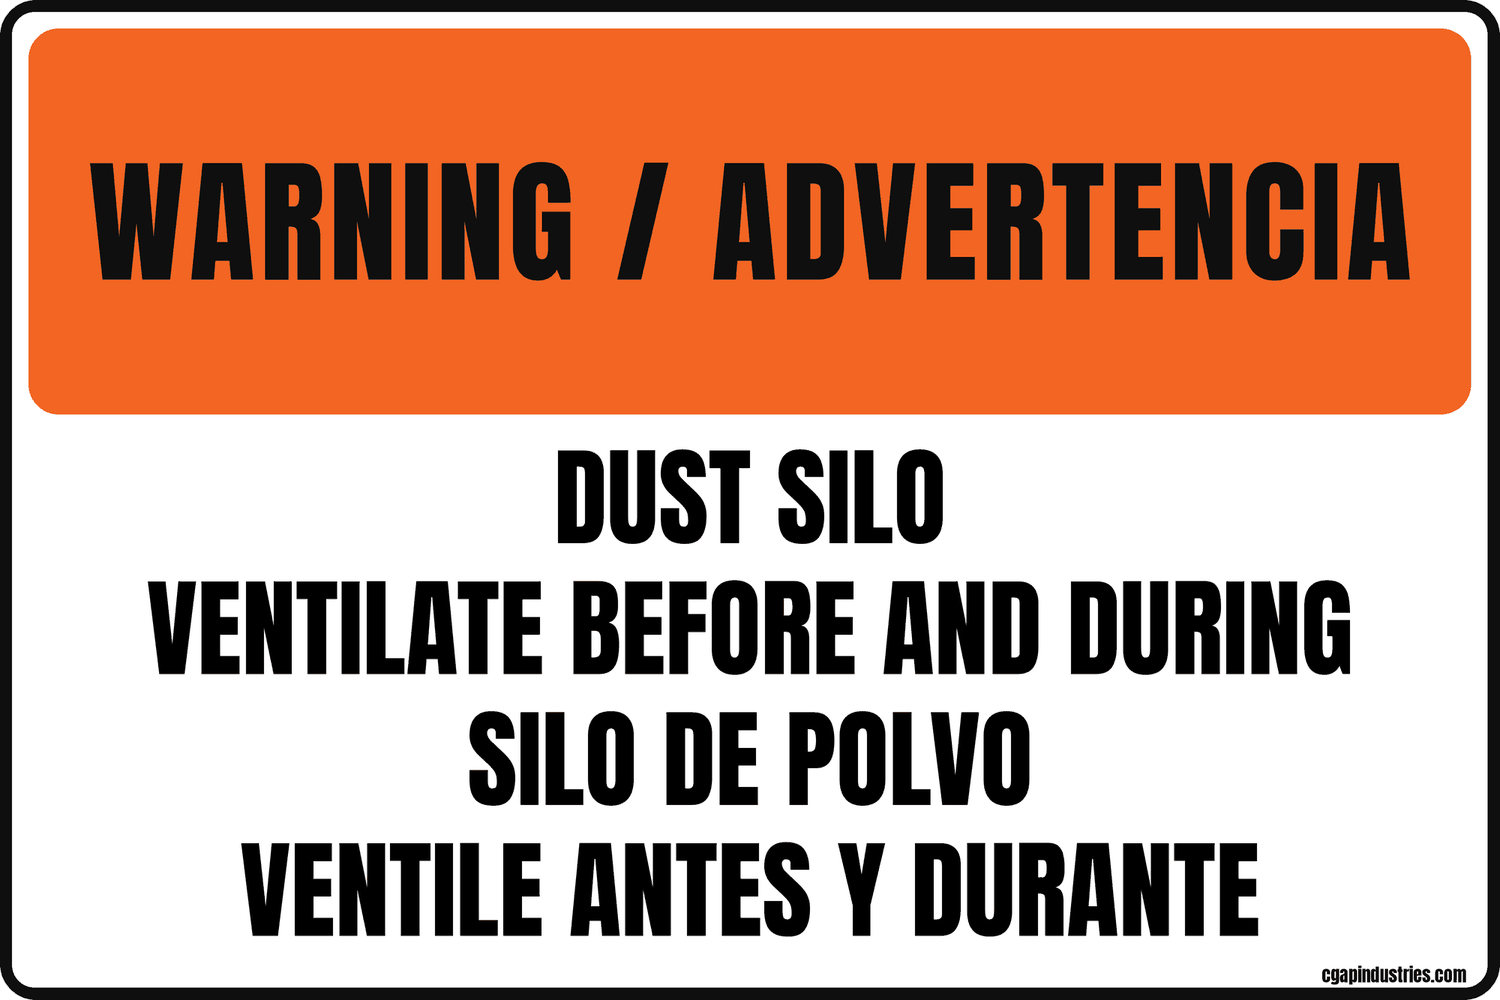 WARNING / ADVERTENCIA
DUST SILO
VENTILATE BEFORE AND DURING
SILO DE POLVO
VENTILE ANTES Y DURANTE
cgapindustries.com